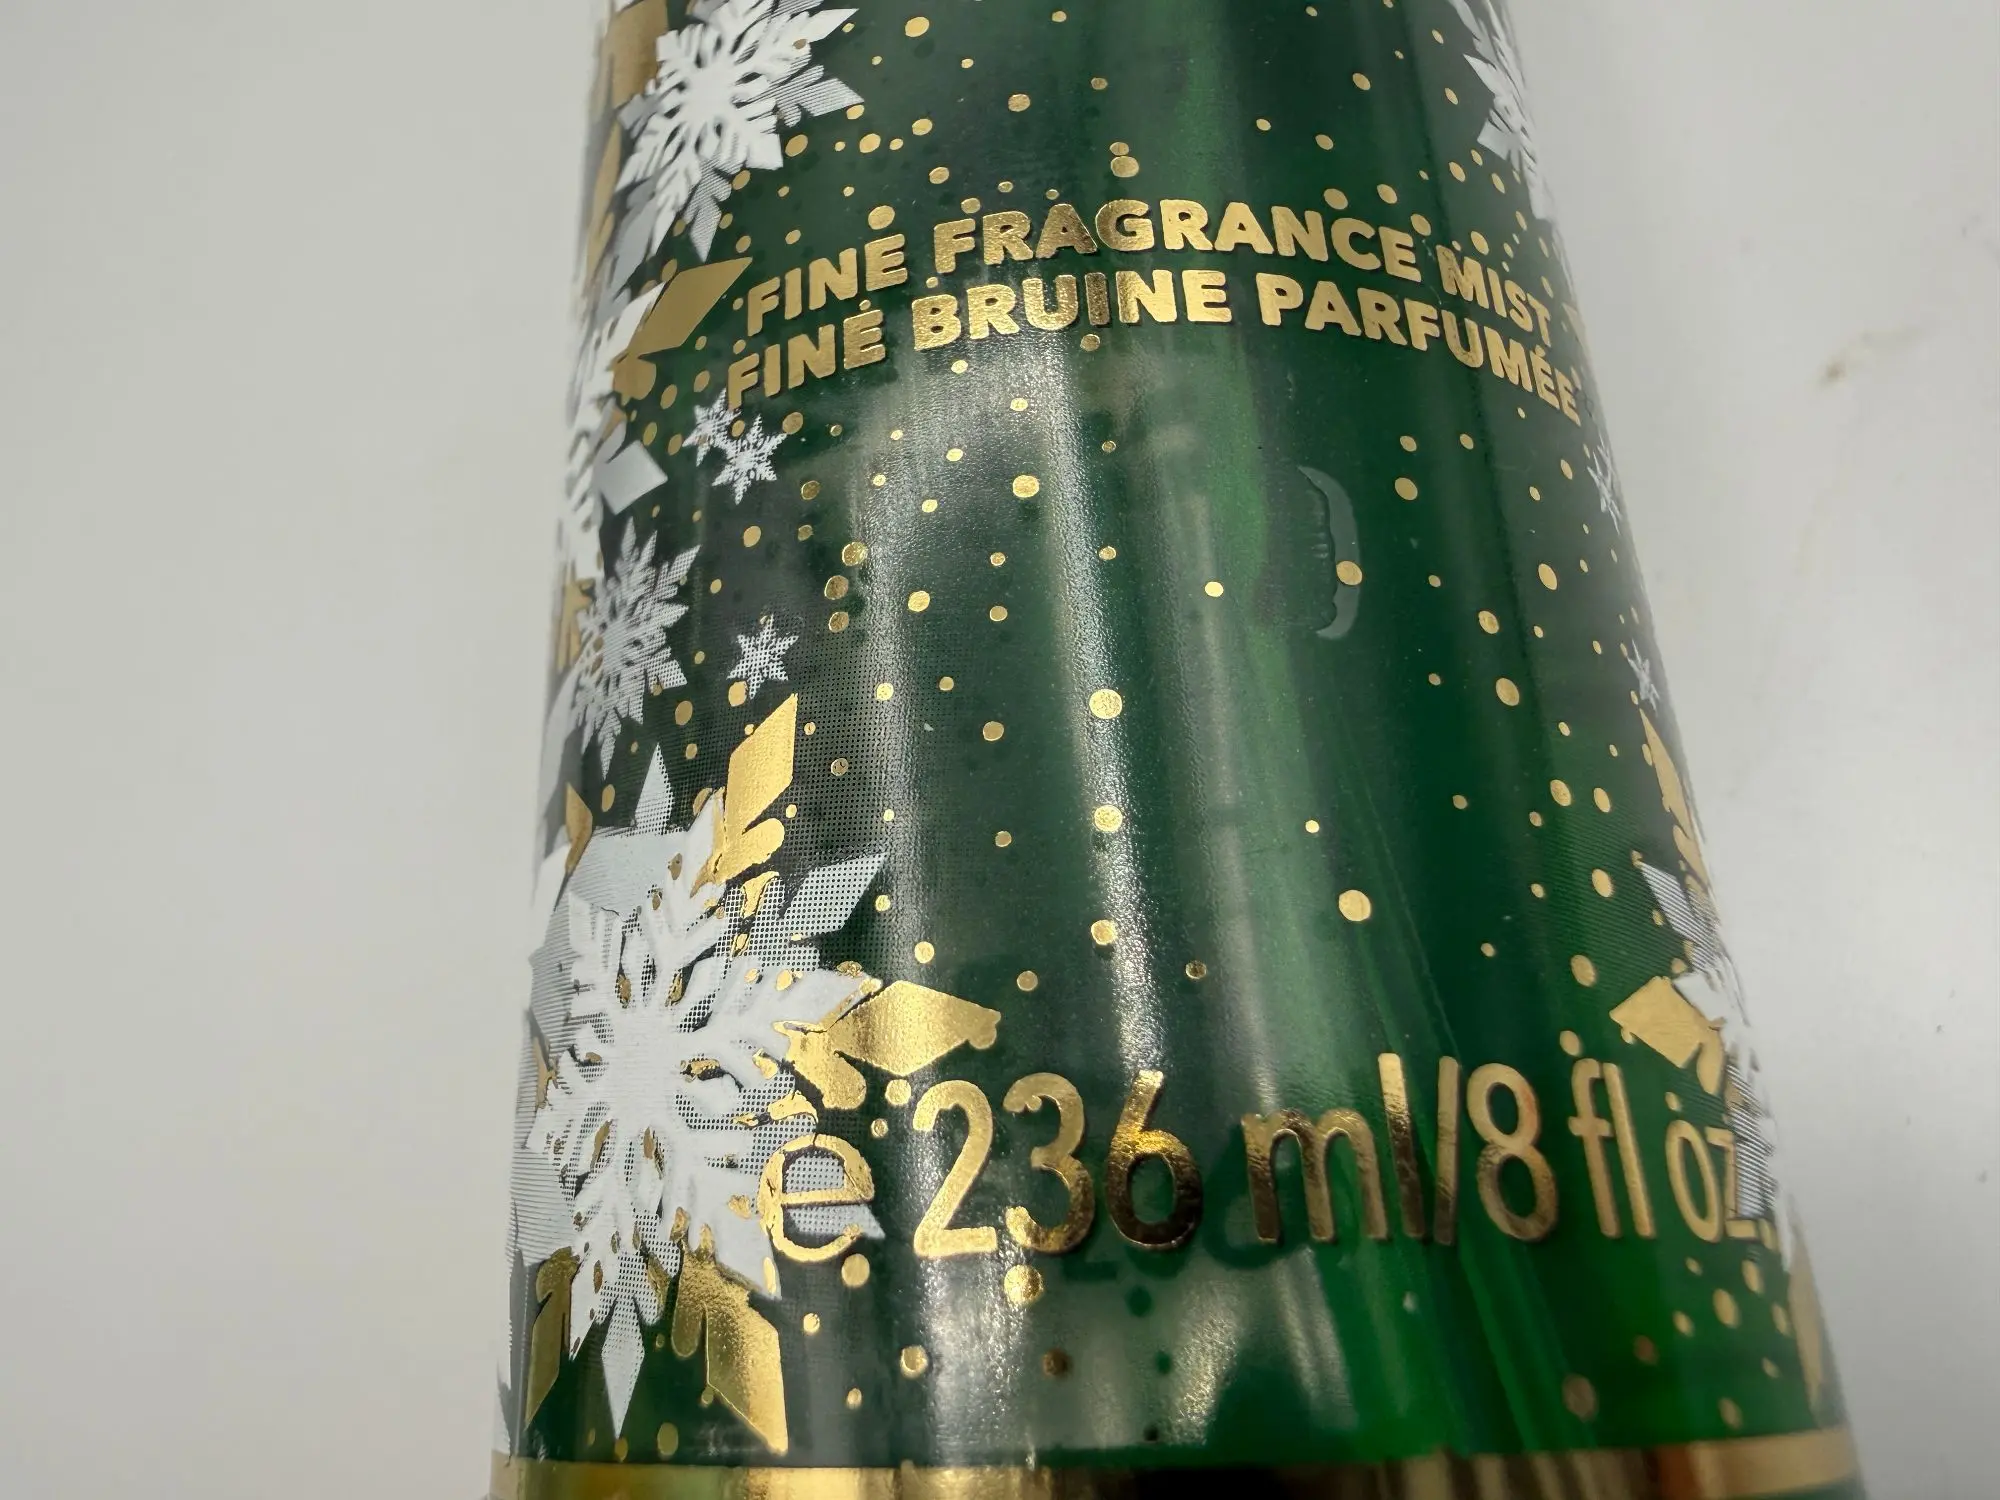 FINE FRAGRANCE MIST
FINE BRUINE PARFUMÉE
e 236 ml/8 fl oz.